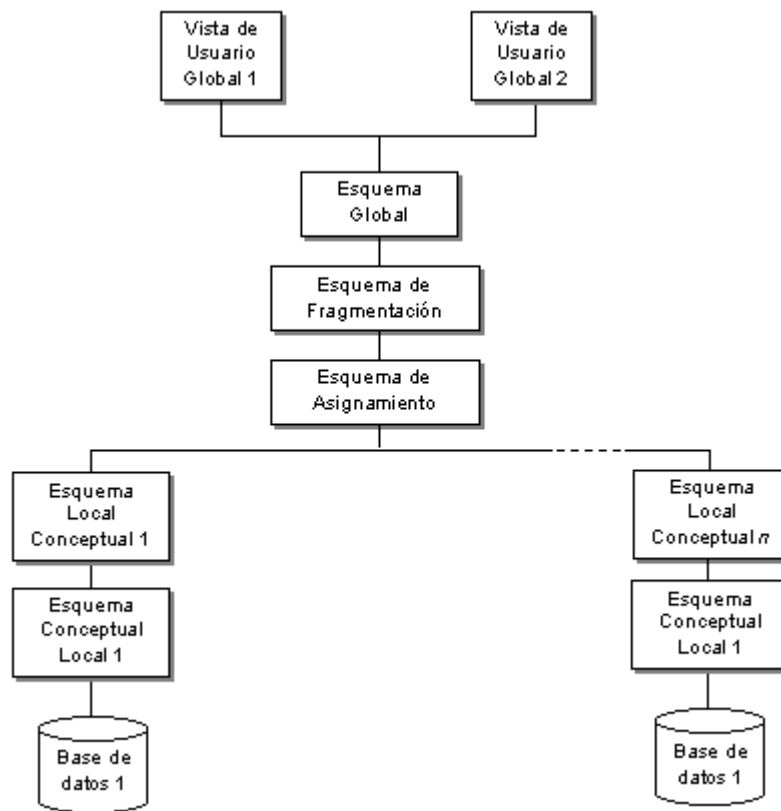 Vista de
Usuario
Global 1
Vista de
Usuario
Global 2
Esquema
Global
Esquema de
Fragmentación
Esquema de
Asignamiento
Esquema
Local
Conceptual 1
Esquema
Local
Conceptual n
Esquema
Conceptual
Local 1
Esquema
Conceptual
Local 1
Base de
datos 1
Base de
datos 1